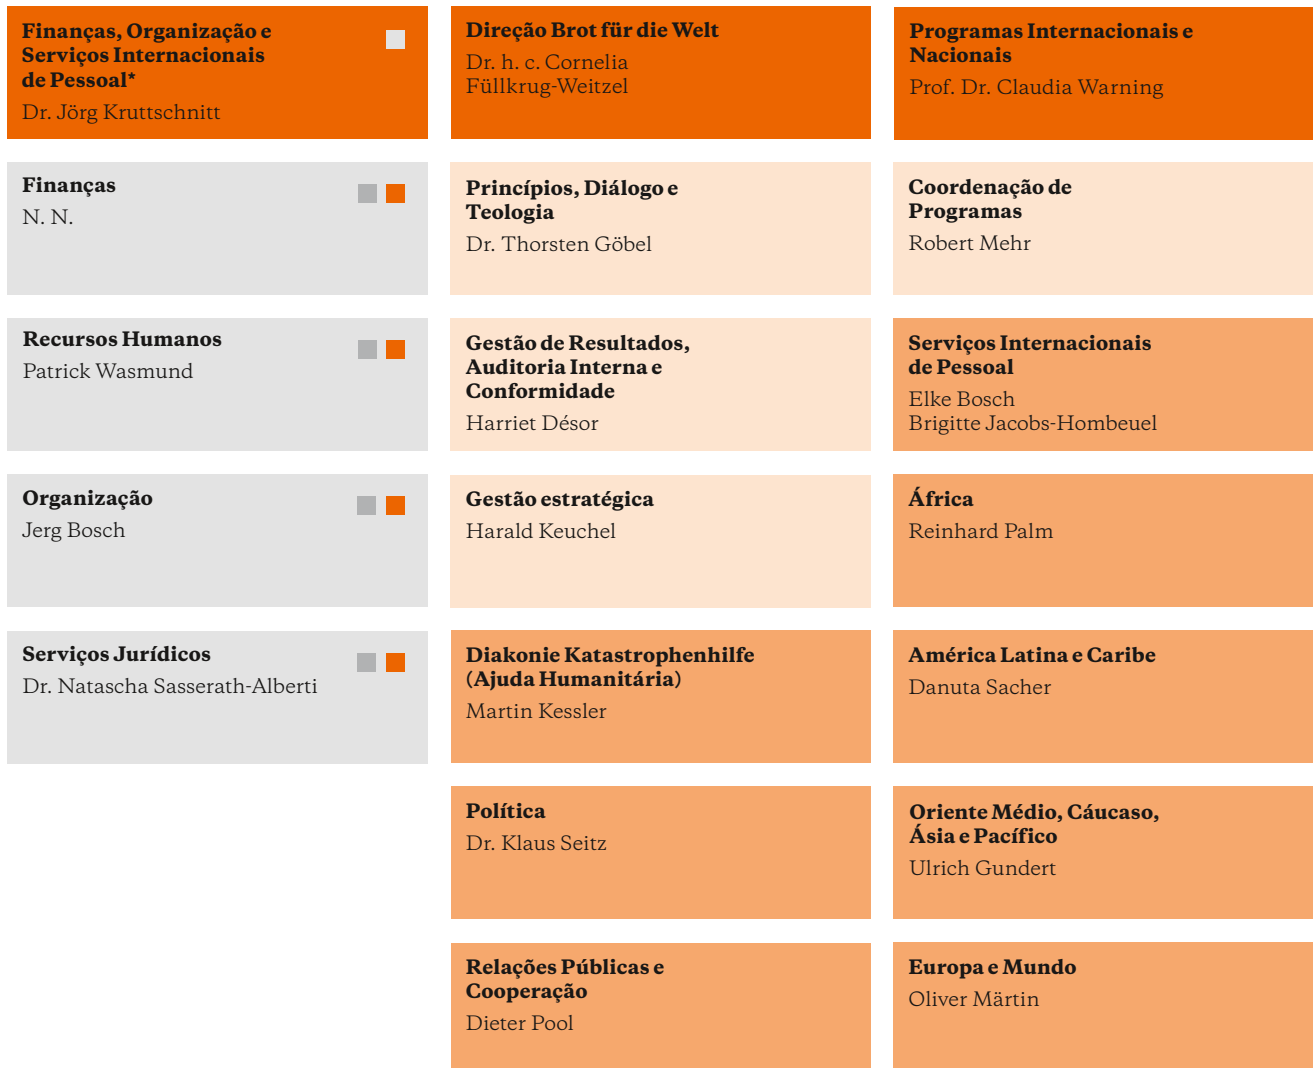 Finanças, Organização e
Serviços Internacionais
de Pessoal*
Dr. Jörg Kruttschnitt
Finanças
N. N.
Recursos Humanos
Patrick Wasmund
Organização
Jerg Bosch
Serviços Jurídicos
Dr. Natascha Sasserath-Alberti
Direção Brot für die Welt
Dr. h. c. Cornelia
Füllkrug-Weitzel
Princípios, Diálogo e
Teologia
Dr. Thorsten Göbel
Gestão de Resultados,
Auditoria Interna e
Conformidade
Harriet Désor
Gestão estratégica
Harald Keuchel
Diakonie Katastrophenhilfe
(Ajuda Humanitária)
Martin Kessler
Política
Dr. Klaus Seitz
Relações Públicas e
Cooperação
Dieter Pool
Programas Internacionais e
Nacionais
Prof. Dr. Claudia Warning
Coordenação de
Programas
Robert Mehr
Serviços Internacionais
de Pessoal
Elke Bosch
Brigitte Jacobs-Hombeuel
África
Reinhard Palm
América Latina e Caribe
Danuta Sacher
Oriente Médio, Cáucaso,
Ásia e Pacífico
Ulrich Gundert
Europa e Mundo
Oliver Märtin